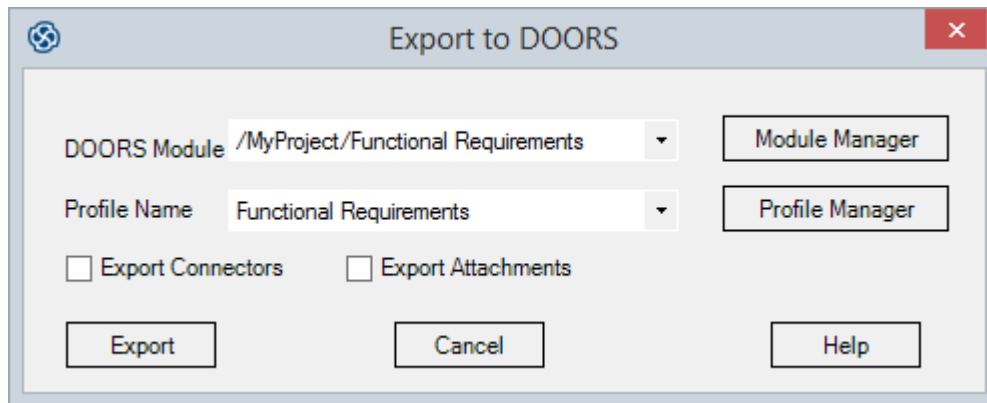 Export to DOORS
DOORS Module /MyProject/Functional Requirements Module Manager
Profile Name Functional Requirements Profile Manager
Export Connectors Export Attachments
Export Cancel Help